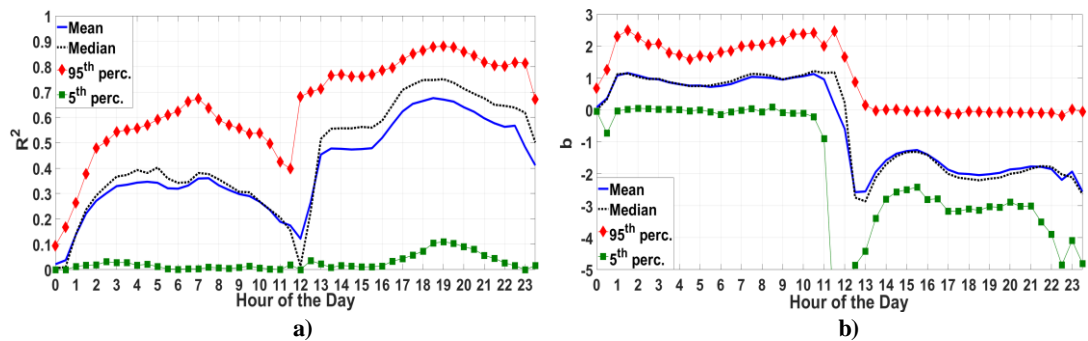 1
0.9
0.8
0.7
0.6
0.5
0.4
0.3
0.2
0.1
0
R²
Mean
Median
95th perc.
5th perc.
0 1 2 3 4 5 6 7 8 9 10 11 12 13 14 15 16 17 18 19 20 21 22 23
Hour of the Day
a)
3
2
1
0
-1
-2
-3
-4
-5
b
Mean
Median
95th perc.
5th perc.
0 1 2 3 4 5 6 7 8 9 10 11 12 13 14 15 16 17 18 19 20 21 22 23
Hour of the Day
b)